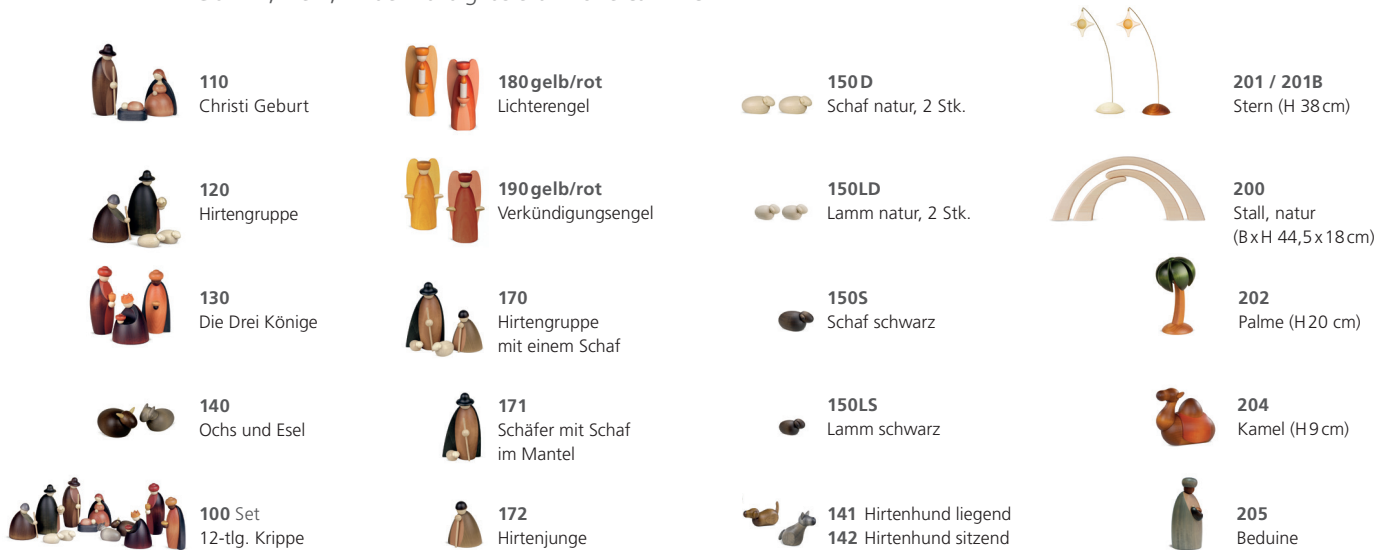 110
Christi Geburt
120
Hirtengruppe
130
Die Drei Könige
140
Ochs und Esel
100 Set
12-tlg. Krippe
180 gelb/rot
Lichterengel
190 gelb/rot
Verkündigungsengel
170
Hirtengruppe
mit einem Schaf
171
Schäfer mit Schaf
im Mantel
172
Hirtenjunge
150 D
Schaf natur, 2 Stk.
150LD
Lamm natur, 2 Stk.
150S
Schaf schwarz
150LS
Lamm schwarz
141 Hirtenhund liegend
142 Hirtenhund sitzend
201 / 201B
Stern (H 38 cm)
200
Stall, natur
(B x H 44,5 x 18 cm)
202
Palme (H 20 cm)
204
Kamel (H 9 cm)
205
Beduine